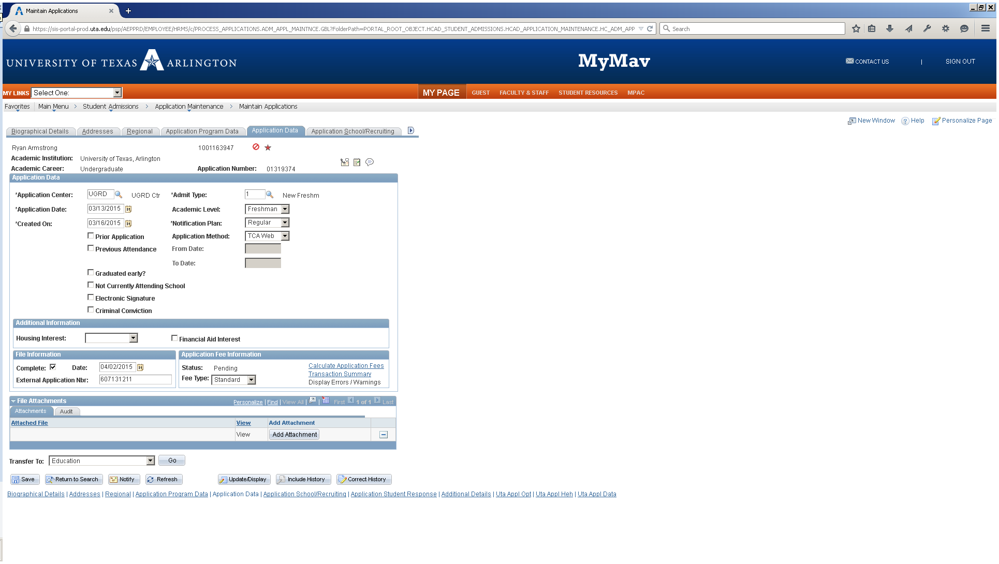 Maintain Applications
https://sis-portal-prod.uta.edu/psp/AEPPRD/EMPLOYEE/HRMS/c/PROCESS_APPLICATIONS.ADM_APPL_MAINTNCE.GBL?FolderPath=PORTAL_ROOT_OBJECT.HCAD_STUDENT_ADMISSIONS.HCAD_APPLICATION_MAINTENANCE.HC_ADM_APP Search
UNIVERSITY OF TEXAS ARLINGTON MyMav CONTACT US | SIGN OUT
MY LINKS Select One: MY PAGE GUEST FACULTY & STAFF STUDENT RESOURCES MPAC
Favorites Main Menu > Student Admissions > Application Maintenance > Maintain Applications
New Window Help Personalize Page
Biographical Details Addresses Regional Application Program Data Application Data Application School/Recruiting
Ryan Armstrong 1001163947
Academic Institution: University of Texas, Arlington
Academic Career: Undergraduate Application Number: 01319374
Application Data
*Application Center: UGRD UGRD Ctr *Admit Type: 1 New Freshm
*Application Date: 03/13/2015 31 Academic Level: Freshman
*Created On: 03/16/2015 31 *Notification Plan: Regular
Prior Application Application Method: TCA Web
Previous Attendance From Date:
To Date:
Graduated early?
Not Currently Attending School
Electronic Signature
Criminal Conviction
Additional Information
Housing Interest: Financial Aid Interest
File Information Application Fee Information
Complete: Date: 04/02/2015 31 Status: Pending Calculate Application Fees
Transaction Summary
External Application Nbr: 607131211 Fee Type: Standard Display Errors / Warnings
File Attachments Personalize | Find | View All | | First 1 of 1 Last
Attachments Audit
Attached File View Add Attachment
View Add Attachment
Transfer To: Education Go
Save Return to Search Notify Refresh Update/Display Include History Correct History
Biographical Details | Addresses | Regional | Application Program Data | Application Data | Application School/Recruiting | Application Student Response | Additional Details | Uta Appl Opt | Uta Appl Heh | Uta Appl Data